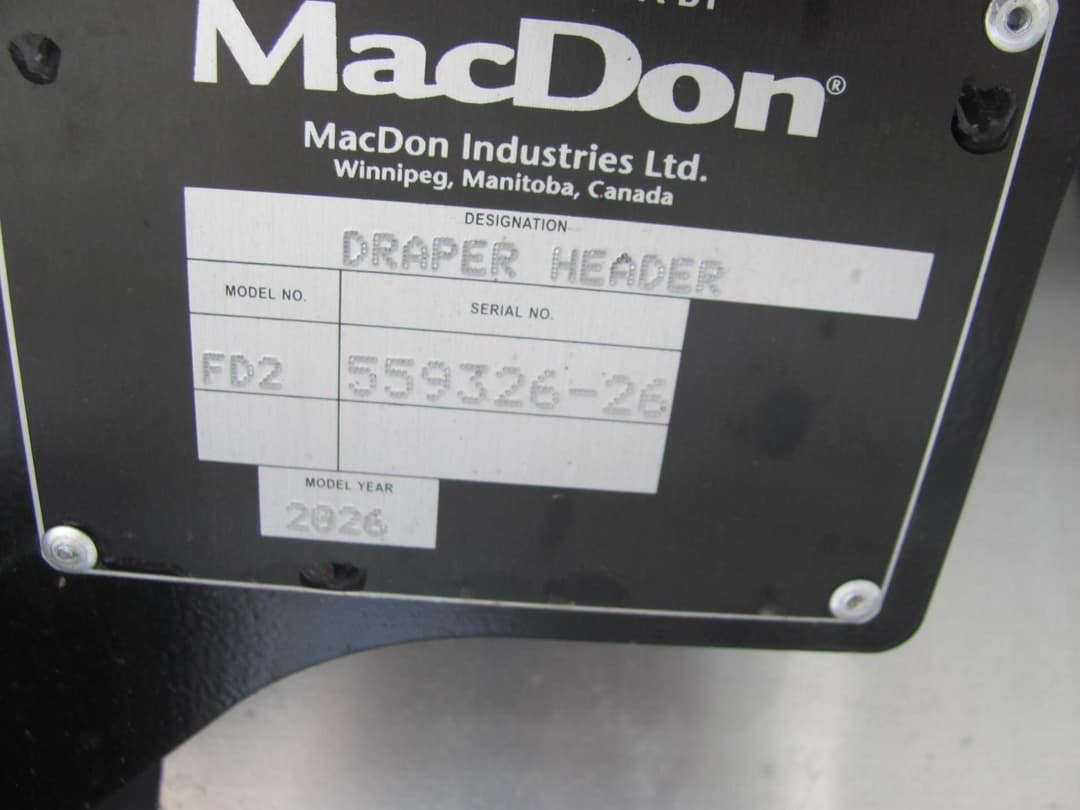 MacDon®
MacDon Industries Ltd.
Winnipeg, Manitoba, Canada
DESIGNATION
DRAPER HEADER
MODEL NO. SERIAL NO.
FD2 559326-26
MODEL YEAR
2026